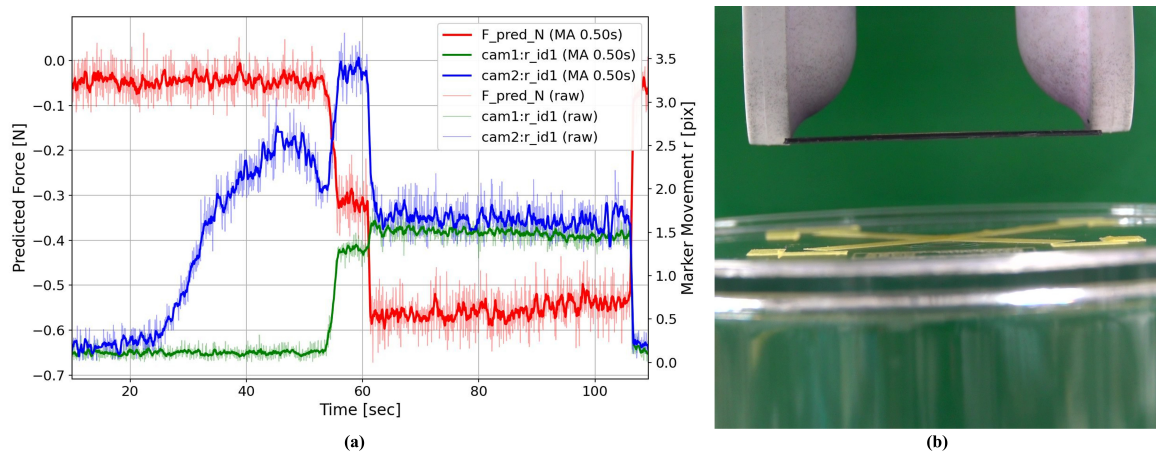 F_pred_N (MA 0.50s)
cam1:r_id1 (MA 0.50s)
cam2:r_id1 (MA 0.50s)
F_pred_N (raw)
cam1:r_id1 (raw)
cam2:r_id1 (raw)
Predicted Force [N]
0.0
−0.1
−0.2
−0.3
−0.4
−0.5
−0.6
−0.7
3.5
3.0
2.5
2.0
1.5
1.0
0.5
0.0
Marker Movement r [pix]
20 40 60 80 100
Time [sec]
(a) (b)